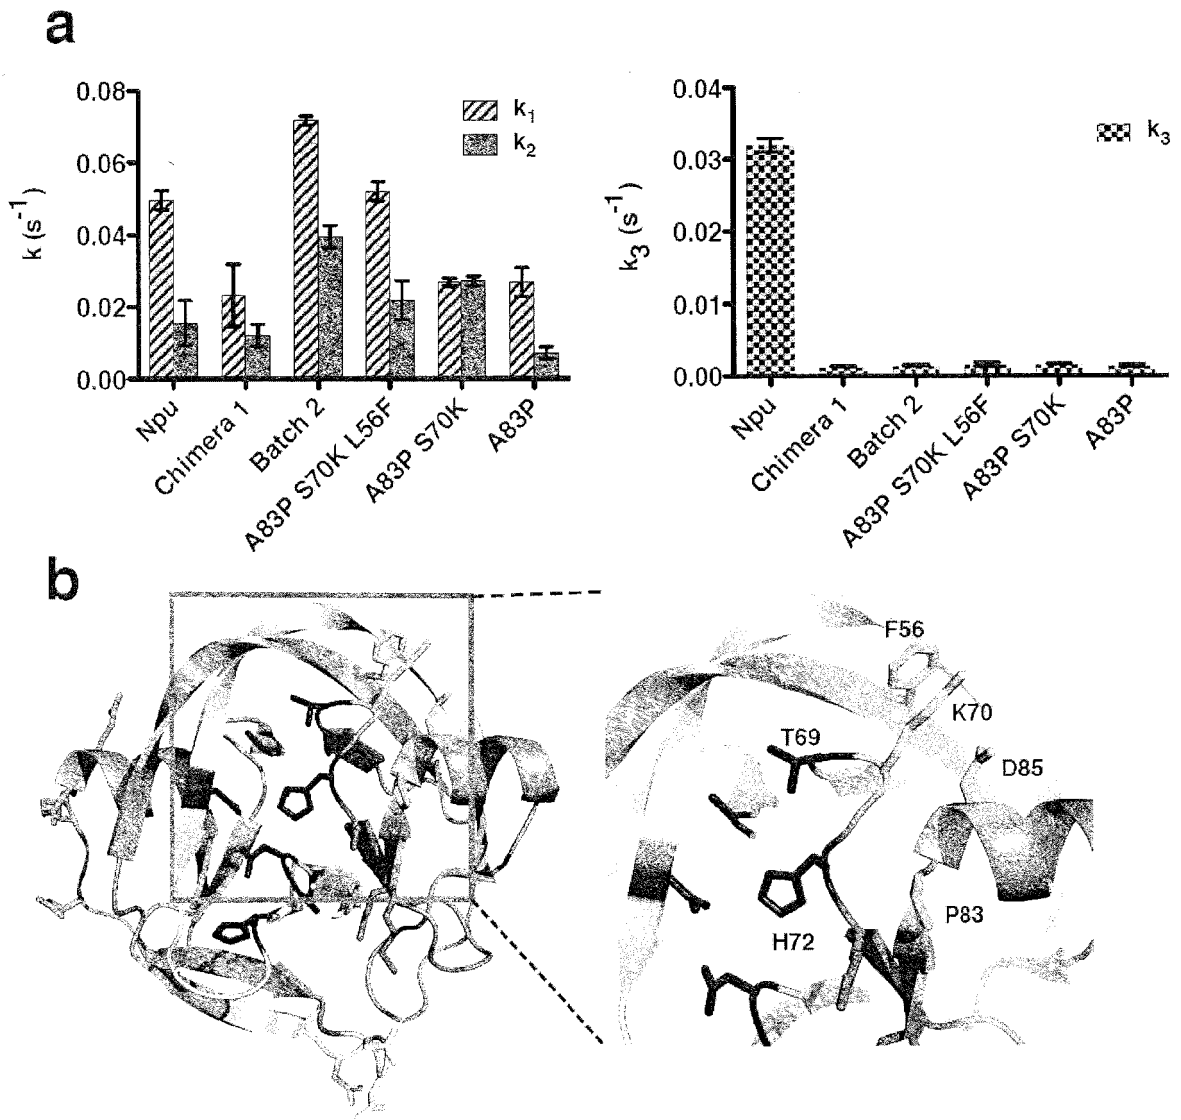 a
0.08
0.06
0.04
0.02
0.00
k (s⁻¹)
k₁
k₂
Npu
Chimera 1
Batch 2
A83P S70K L56F
A83P S70K
A83P
0.04
0.03
0.02
0.01
0.00
k₃ (s⁻¹)
k₃
Npu
Chimera 1
Batch 2
A83P S70K L56F
A83P S70K
A83P
b
F56
K70
T69
D85
P83
H72